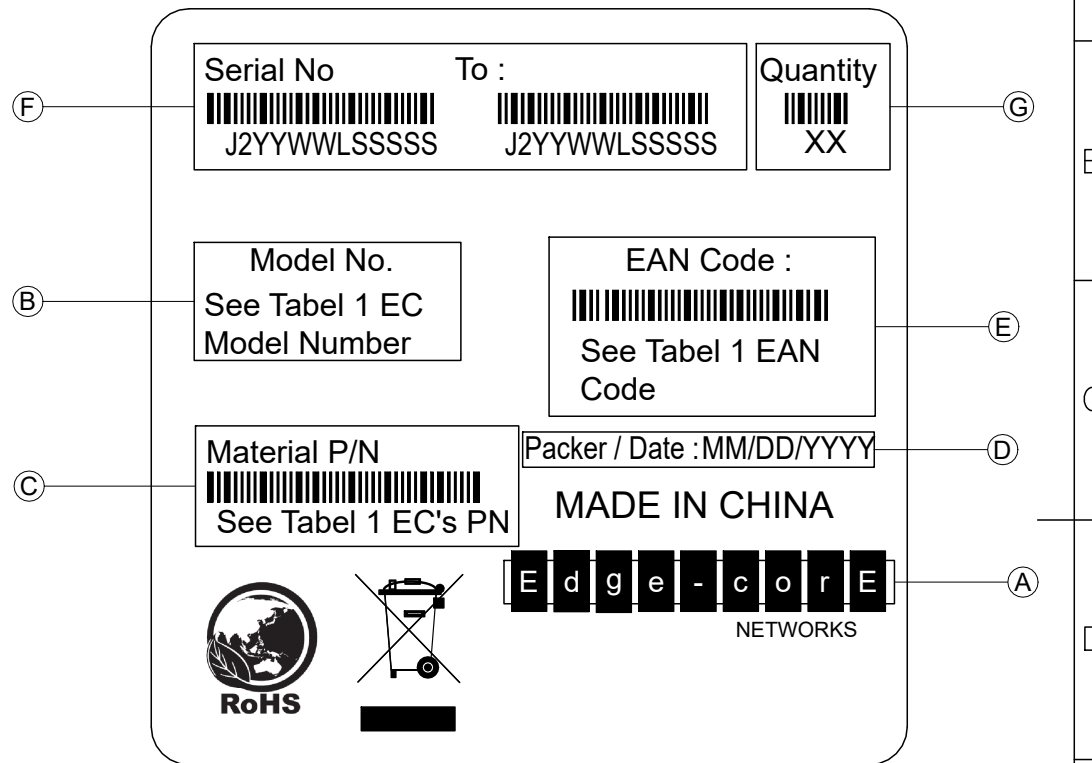 Serial No To : Quantity
J2YYWWLSSSSS J2YYWWLSSSSS XX
F
G
Model No.
See Tabel 1 EC
Model Number
B
EAN Code :
See Tabel 1 EAN
Code
E
Material P/N
See Tabel 1 EC's PN
C
Packer / Date : MM/DD/YYYY
D
MADE IN CHINA
Edge-corE
NETWORKS
A
RoHS